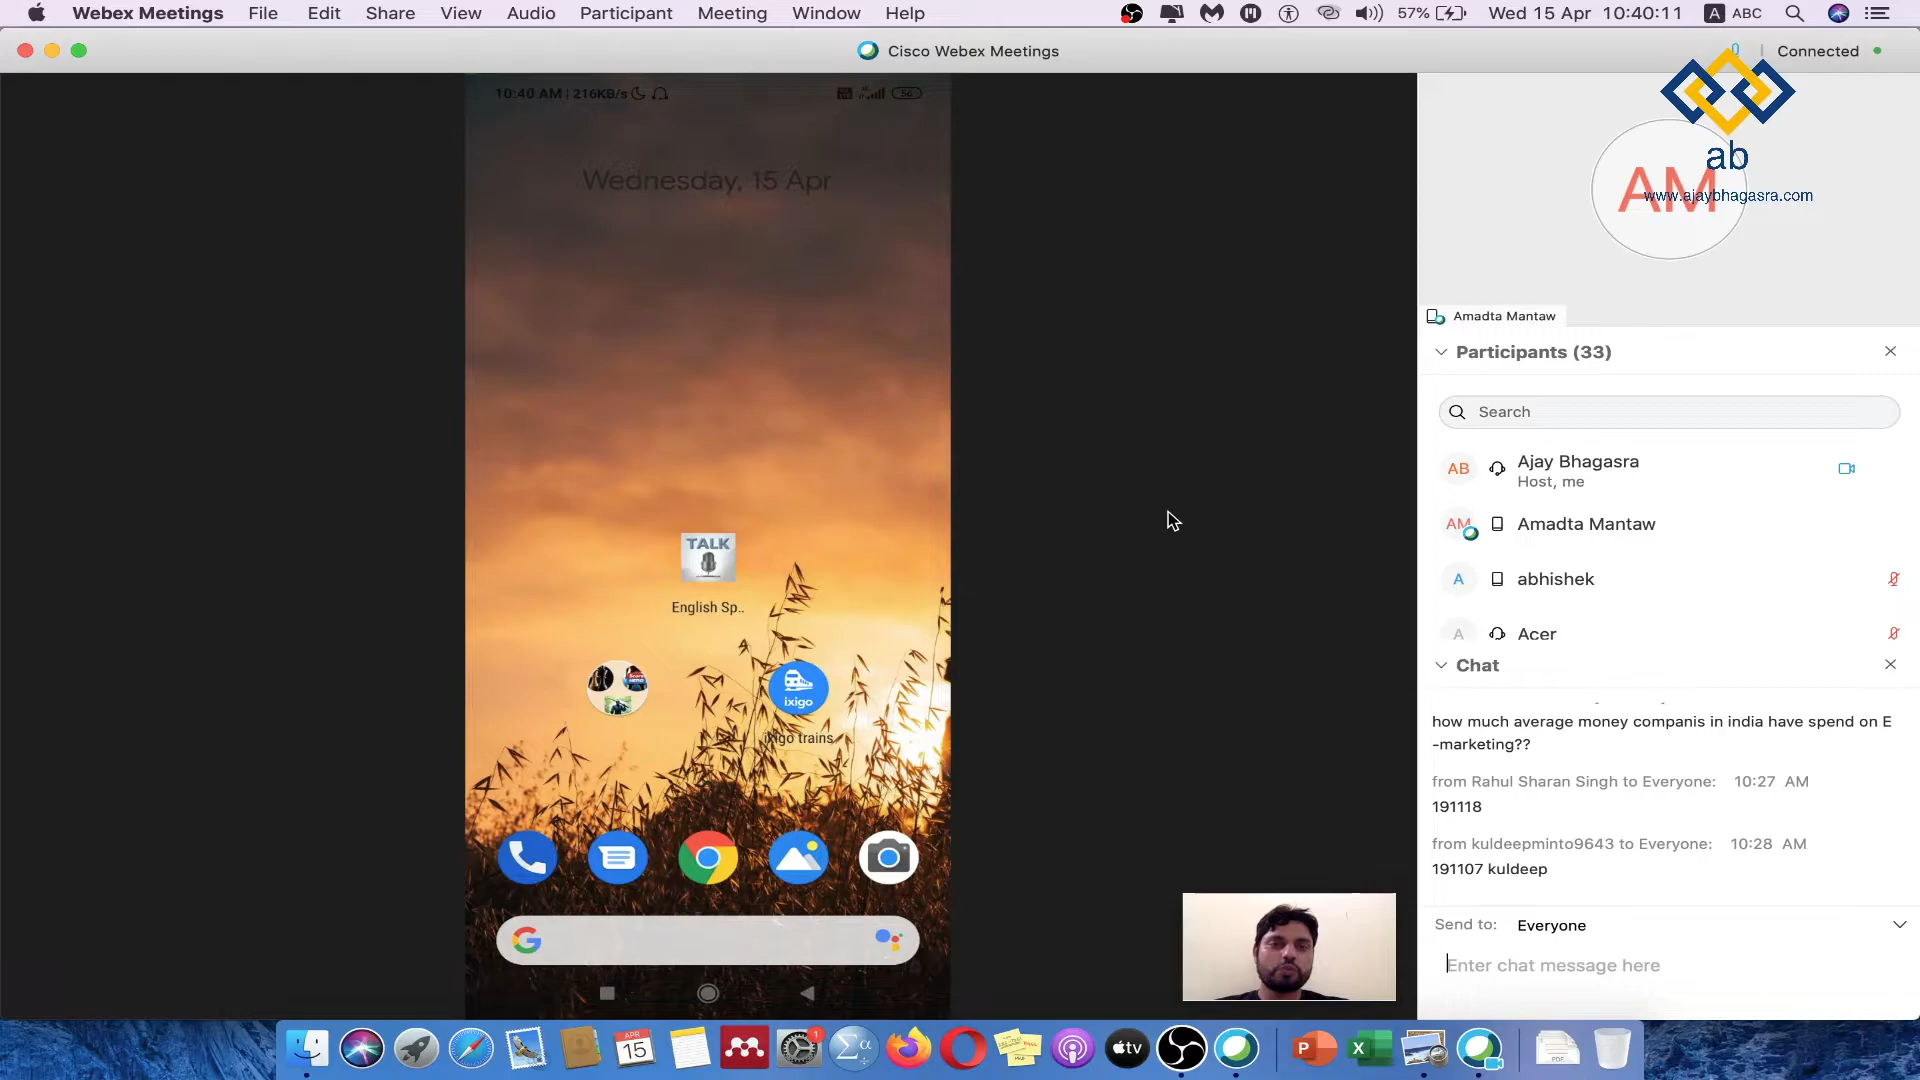 Webex Meetings File Edit Share View Audio Participant Meeting Window Help 57% Wed 15 Apr 10:40:11 A ABC
Cisco Webex Meetings
Connected
10:40 AM | 216KB/s 56
Wednesday, 15 Apr
TALK
English Sp..
ixigo
ixigo trains
ab
AM
www.ajaybhagasra.com
Amadta Mantaw
Participants (33)
Search
AB Ajay Bhagasra
Host, me
AM Amadta Mantaw
A abhishek
A Acer
Chat
how much average money companis in india have spend on E
-marketing??
from Rahul Sharan Singh to Everyone: 10:27 AM
191118
from kuldeepminto9643 to Everyone: 10:28 AM
191107 kuldeep
Send to: Everyone
Enter chat message here
APR
15
1
tv
P
X
PDF